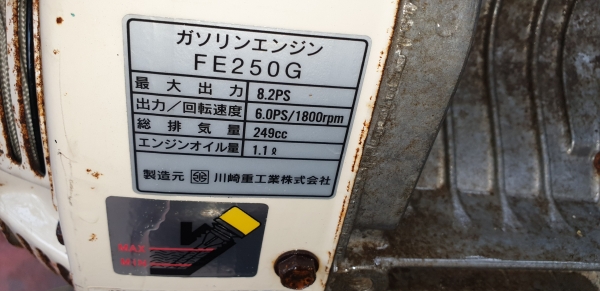 ガソリンエンジン
FE250G
最大出力 8.2PS
出力／回転速度 6.0PS/1800rpm
総排気量 249cc
エンジンオイル量 1.1ℓ
製造元 川崎重工業株式会社
MAX
MIN